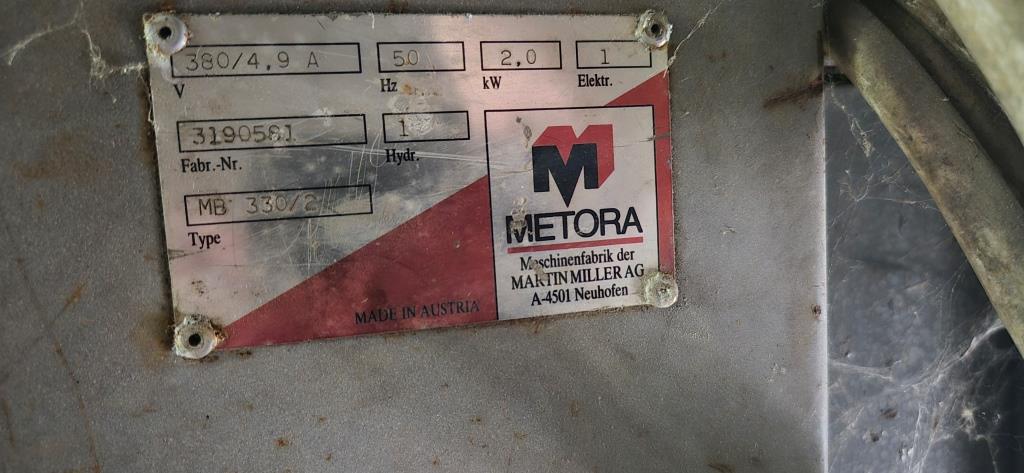 380/4,9 A
50
2,0
1
V
Hz
kW
Elektr.
3190581
1
Fabr.-Nr.
Hydr.
MB 330/2
Type
M
METORA
Maschinenfabrik der
MARTIN MILLER AG
A-4501 Neuhofen
MADE IN AUSTRIA